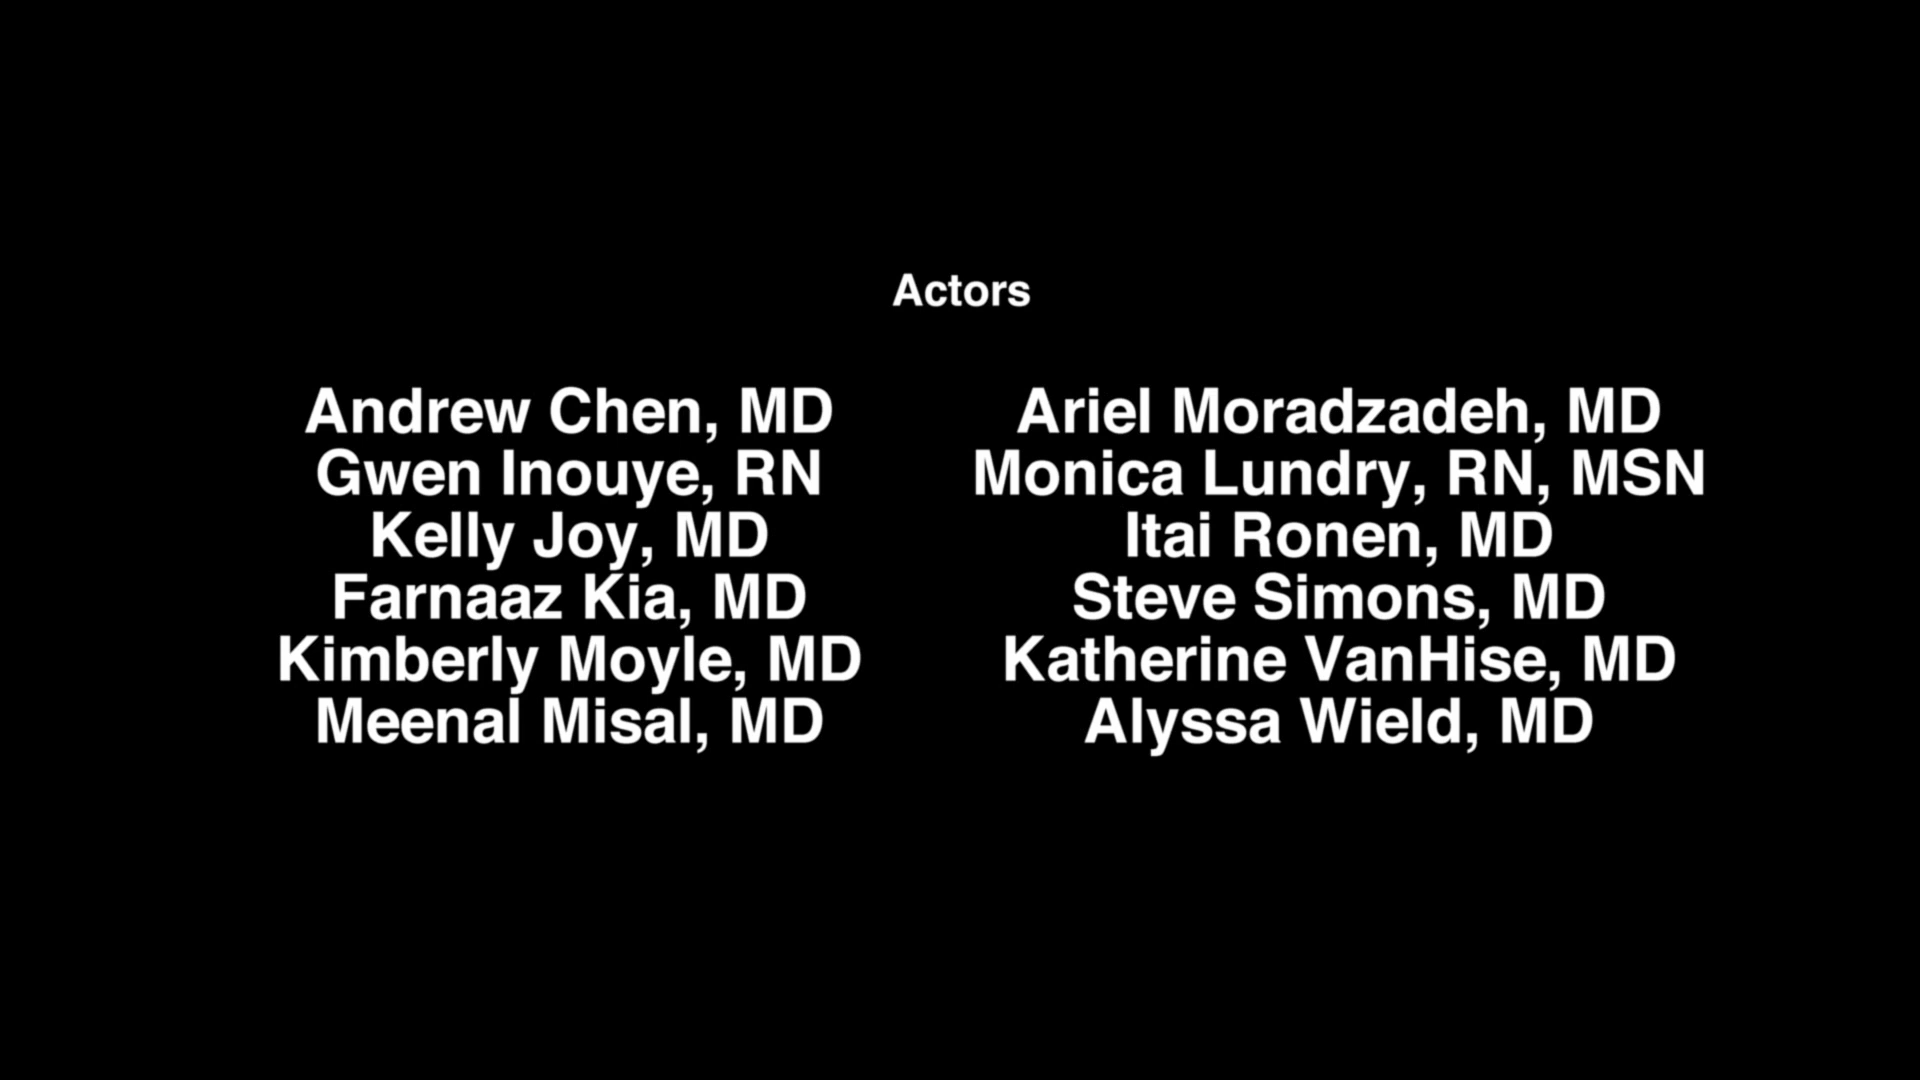 Actors
Andrew Chen, MD
Gwen Inouye, RN
Kelly Joy, MD
Farnaaz Kia, MD
Kimberly Moyle, MD
Meenal Misal, MD
Ariel Moradzadeh, MD
Monica Lundry, RN, MSN
Itai Ronen, MD
Steve Simons, MD
Katherine VanHise, MD
Alyssa Wield, MD